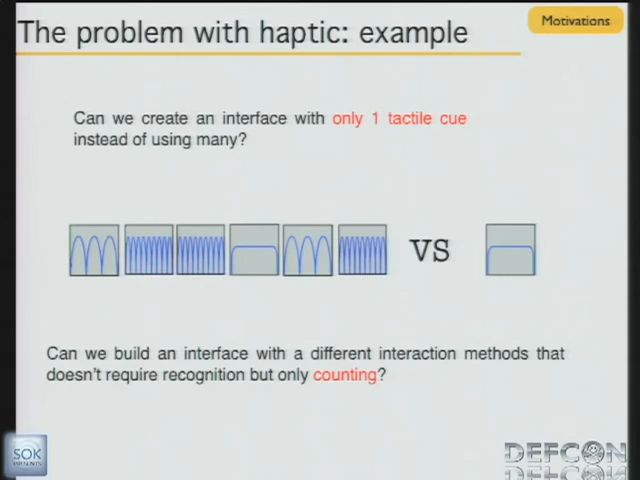 The problem with haptic: example
Motivations
Can we create an interface with only 1 tactile cue
instead of using many?
VS
Can we build an interface with a different interaction methods that
doesn't require recognition but only counting?
SOK
DEFCON